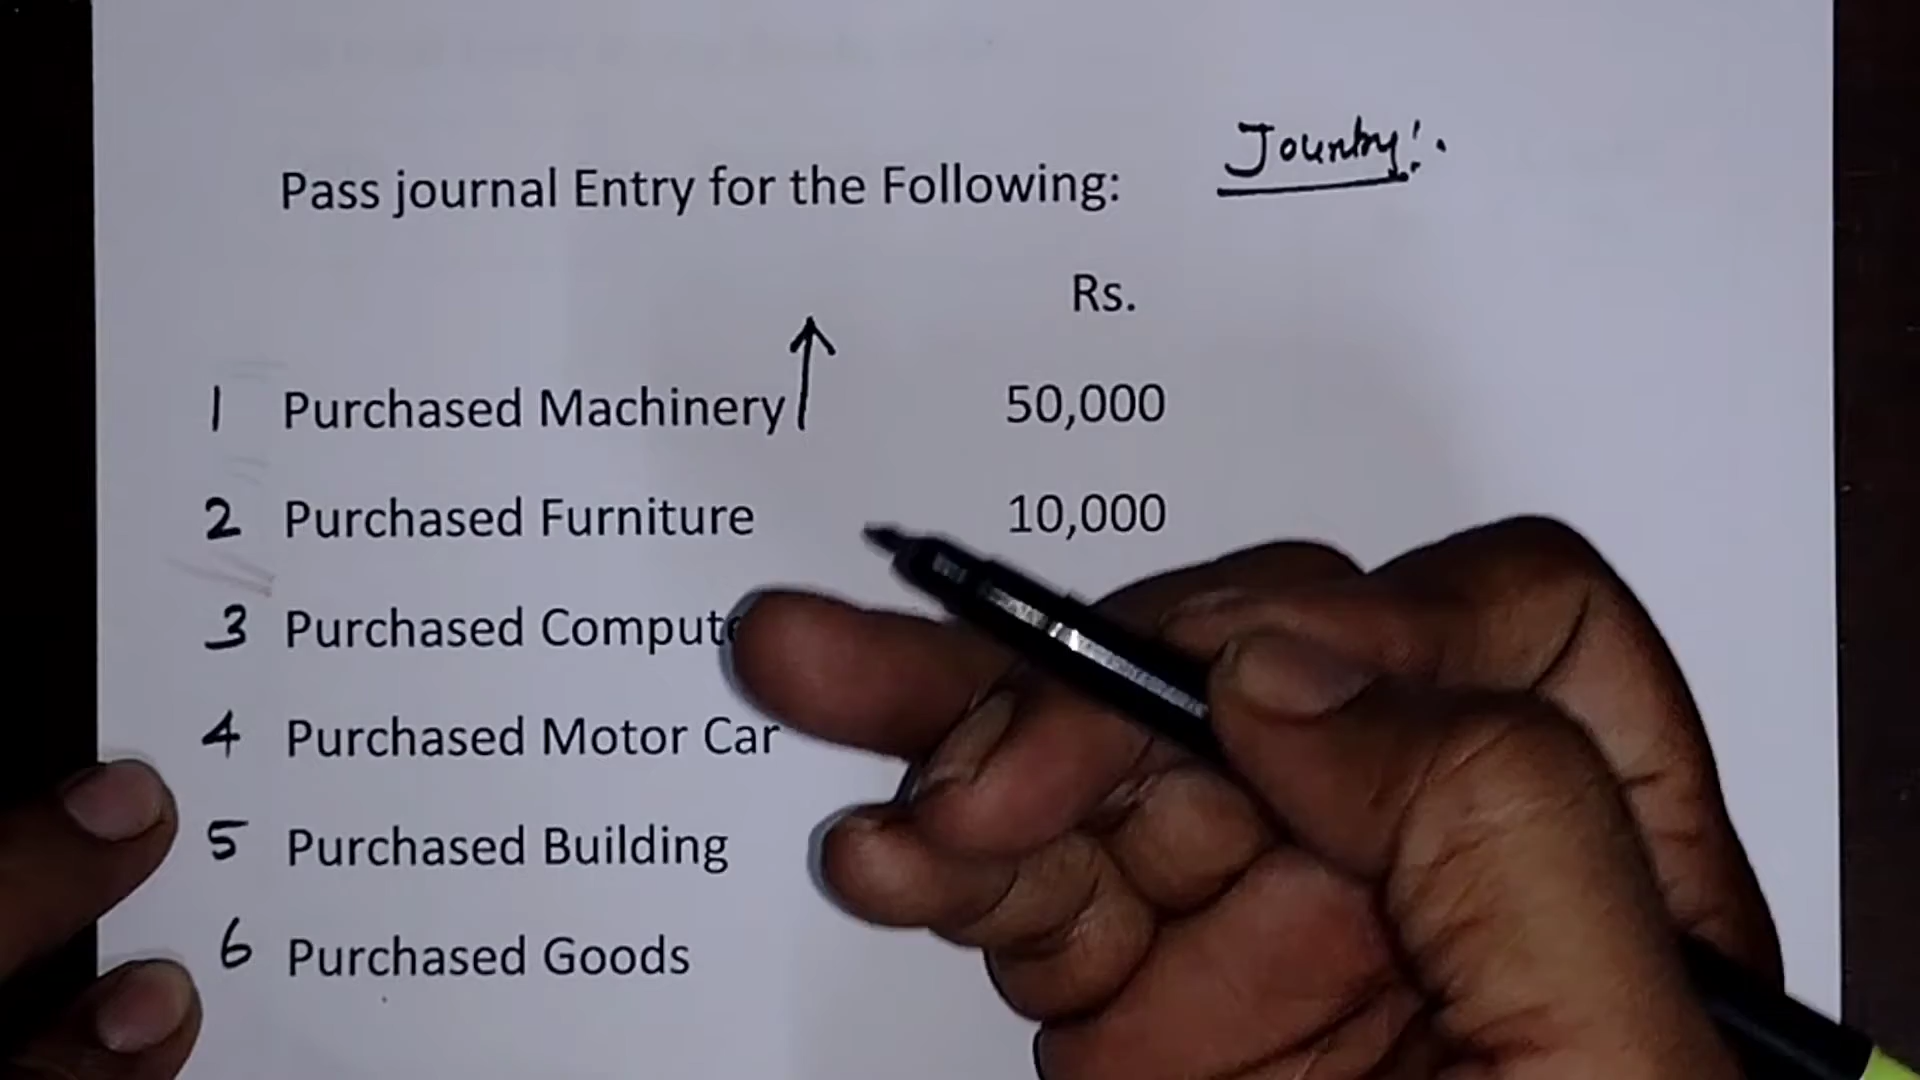 Pass journal Entry for the Following:
Rs.
1 Purchased Machinery 50,000
2 Purchased Furniture 10,000
3 Purchased
4 Purchased Motor Car
5 Purchased Building
6 Purchased Goods